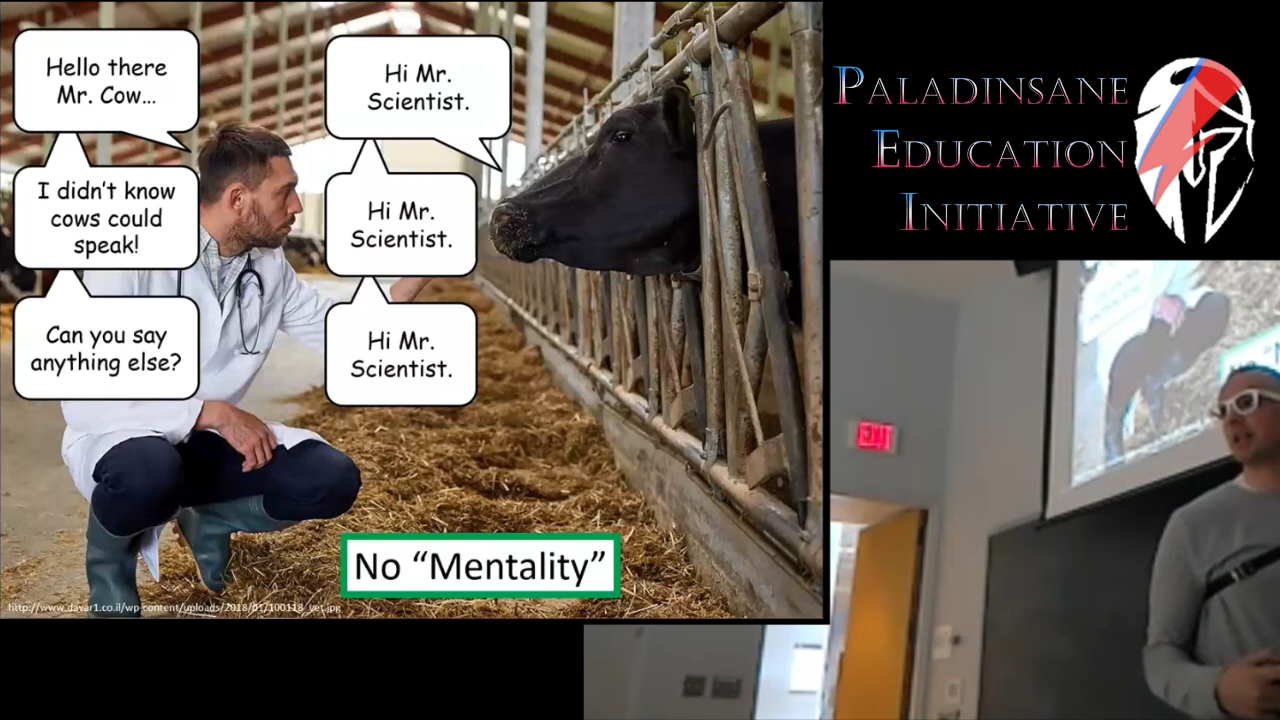 Hello there
Mr. Cow…
I didn't know
cows could
speak!
Can you say
anything else?
Hi Mr.
Scientist.
Hi Mr.
Scientist.
Hi Mr.
Scientist.
No “Mentality”
http://www.davar1.co.il/wp-content/uploads/2018/01/100118_vet.jpg
PALADINSANE
EDUCATION
INITIATIVE
EXIT